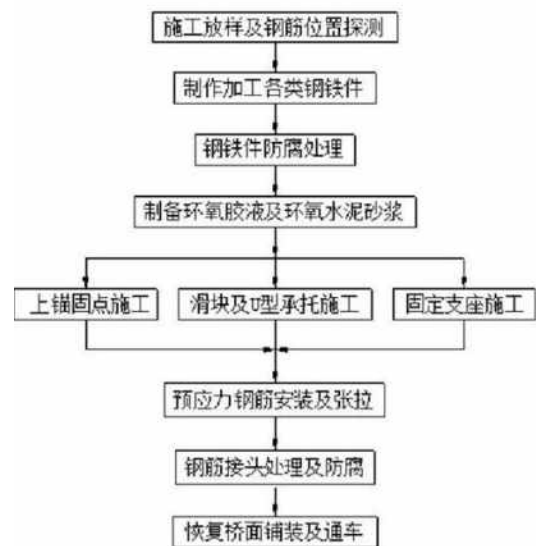 施工放样及钢筋位置探测
制作加工各类钢铁件
钢铁件防腐处理
制备环氧胶液及环氧水泥砂浆
上锚固点施工
滑块及U型承托施工
固定支座施工
预应力钢筋安装及张拉
钢筋接头处理及防腐
恢复桥面铺装及通车